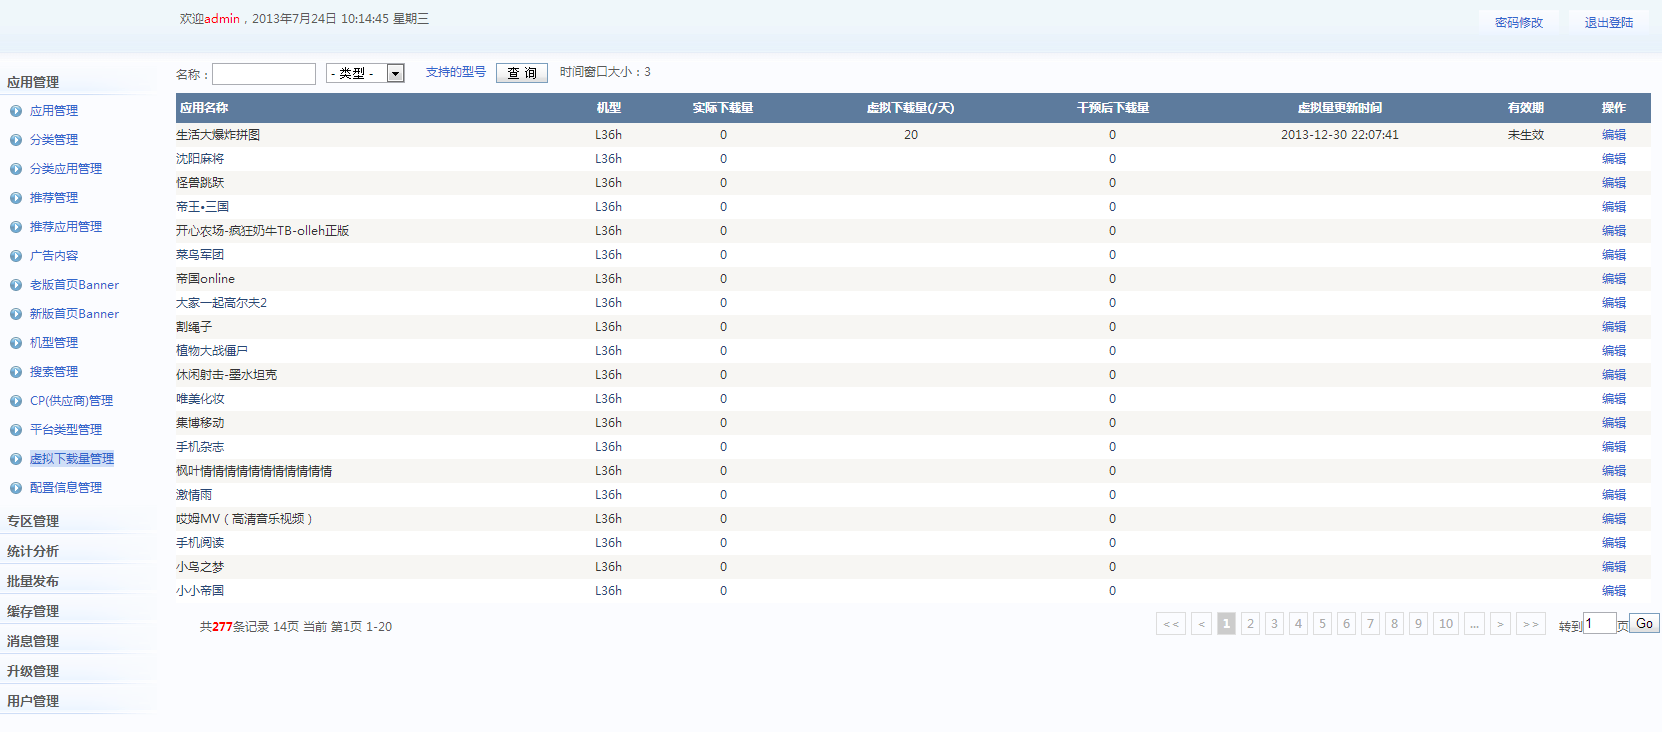 欢迎admin，2013年7月24日 10:14:45 星期三
密码修改 退出登陆
名称： - 类型 - 支持的型号 查 询 时间窗口大小：3
应用管理
应用管理
分类管理
分类应用管理
推荐管理
推荐应用管理
广告内容
老版首页Banner
新版首页Banner
机型管理
搜索管理
CP(供应商)管理
平台类型管理
虚拟下载量管理
配置信息管理
专区管理
统计分析
批量发布
缓存管理
消息管理
升级管理
用户管理
应用名称 机型 实际下载量 虚拟下载量(/天) 干预后下载量 虚拟量更新时间 有效期 操作
生活大爆炸拼图 L36h 0 20 0 2013-12-30 22:07:41 未生效 编辑
沈阳麻将 L36h 0 0 编辑
怪兽跳跃 L36h 0 0 编辑
帝王•三国 L36h 0 0 编辑
开心农场-疯狂奶牛TB-olleh正版 L36h 0 0 编辑
菜鸟军团 L36h 0 0 编辑
帝国online L36h 0 0 编辑
大家一起高尔夫2 L36h 0 0 编辑
割绳子 L36h 0 0 编辑
植物大战僵尸 L36h 0 0 编辑
休闲射击-墨水坦克 L36h 0 0 编辑
唯美化妆 L36h 0 0 编辑
集博移动 L36h 0 0 编辑
手机杂志 L36h 0 0 编辑
枫叶情情情情情情情情情情情 L36h 0 0 编辑
激情雨 L36h 0 0 编辑
哎姆MV（高清音乐视频） L36h 0 0 编辑
手机阅读 L36h 0 0 编辑
小鸟之梦 L36h 0 0 编辑
小小帝国 L36h 0 0 编辑
共277条记录 14页 当前 第1页 1-20
<< < 1 2 3 4 5 6 7 8 9 10 ... > >> 转到 1 页 Go